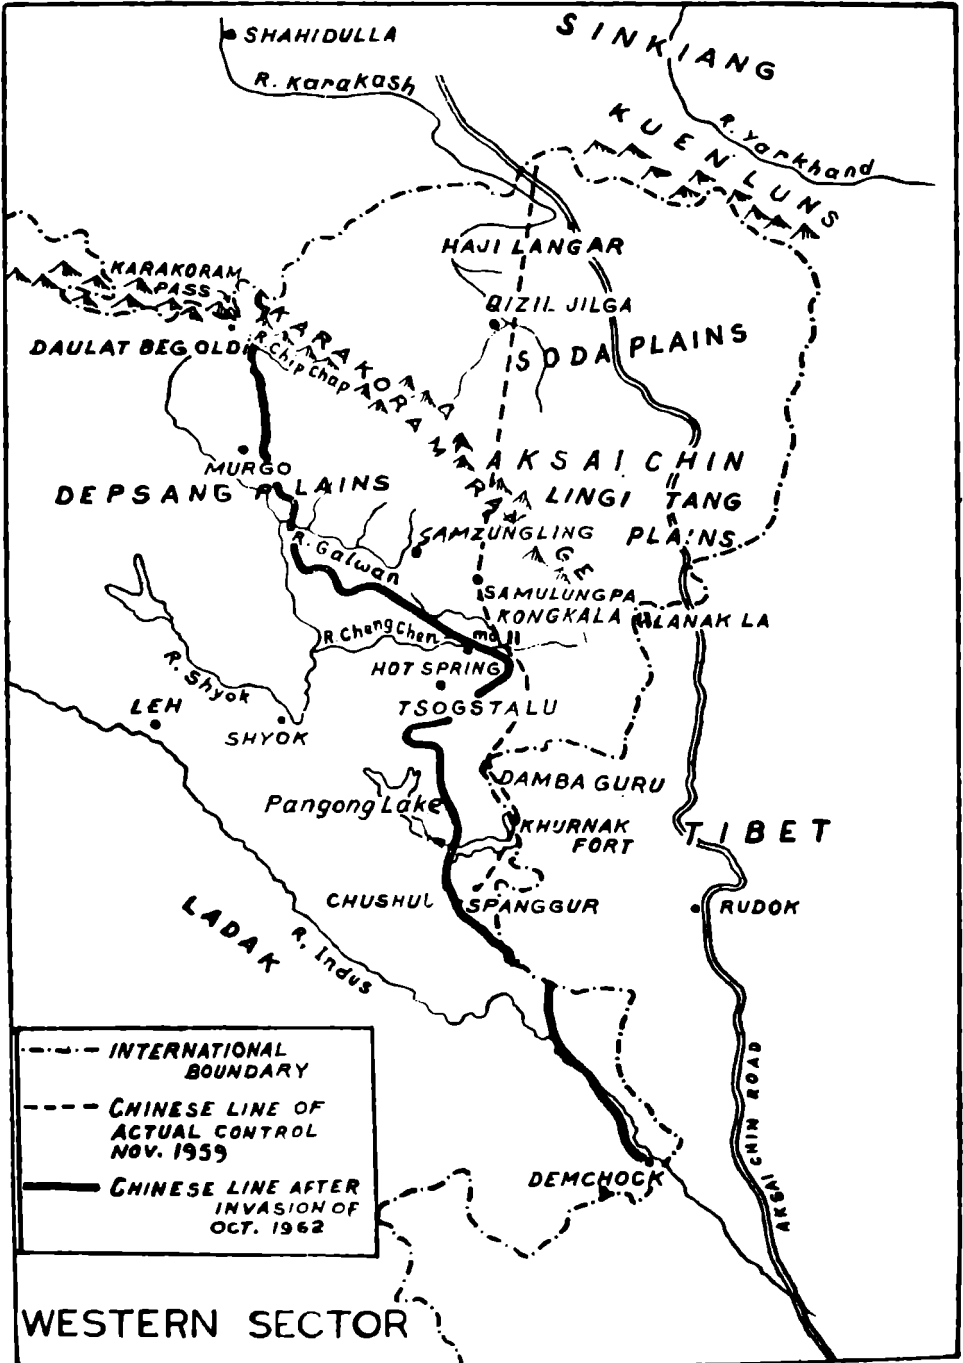 SHAHIDULLA
SINKIANG
R. Karakash
KUEN LUNS
R. Yarkhand
HAJI LANGAR
KARAKORAM
PASS
QIZIL JILGA
KARAKORAM RANGE
SODA PLAINS
DAULAT BEG OLDI
R. Chip Chap
MURGO
AKSAI CHIN
DEPSANG PLAINS
LINGI TANG
PLAINS
SAMZUNGLING
R. Galwan
SAMULUNGPA
KONGKALA
LANAK LA
R. Cheng Chen mo
HOT SPRING
R. Shyok
LEH
TSOGSTALU
SHYOK
DAMBA GURU
Pangong Lake
KHURNAK
FORT
TIBET
CHUSHUL
SPANGGUR
RUDOK
LADAK
R. Indus
INTERNATIONAL
BOUNDARY
CHINESE LINE OF
ACTUAL CONTROL
NOV. 1959
CHINESE LINE AFTER
INVASION OF
OCT. 1962
DEMCHOCK
AKSAI CHIN ROAD
WESTERN SECTOR